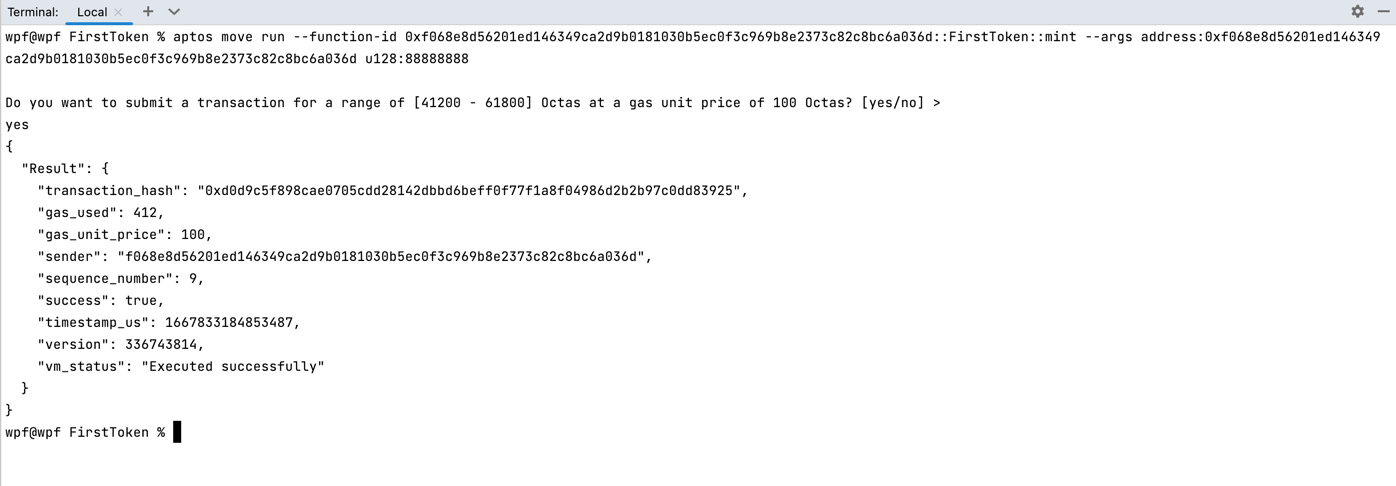 Terminal: Local × +
wpf@wpf FirstToken % aptos move run --function-id 0xf068e8d56201ed146349ca2d9b0181030b5ec0f3c969b8e2373c82c8bc6a036d::FirstToken::mint --args address:0xf068e8d56201ed146349
ca2d9b0181030b5ec0f3c969b8e2373c82c8bc6a036d u128:88888888
Do you want to submit a transaction for a range of [41200 - 61800] Octas at a gas unit price of 100 Octas? [yes/no] >
yes
{
  "Result": {
    "transaction_hash": "0xd0d9c5f898cae0705cdd28142dbbd6beff0f77f1a8f04986d2b2b97c0dd83925",
    "gas_used": 412,
    "gas_unit_price": 100,
    "sender": "f068e8d56201ed146349ca2d9b0181030b5ec0f3c969b8e2373c82c8bc6a036d",
    "sequence_number": 9,
    "success": true,
    "timestamp_us": 1667833184853487,
    "version": 336743814,
    "vm_status": "Executed successfully"
  }
}
wpf@wpf FirstToken %